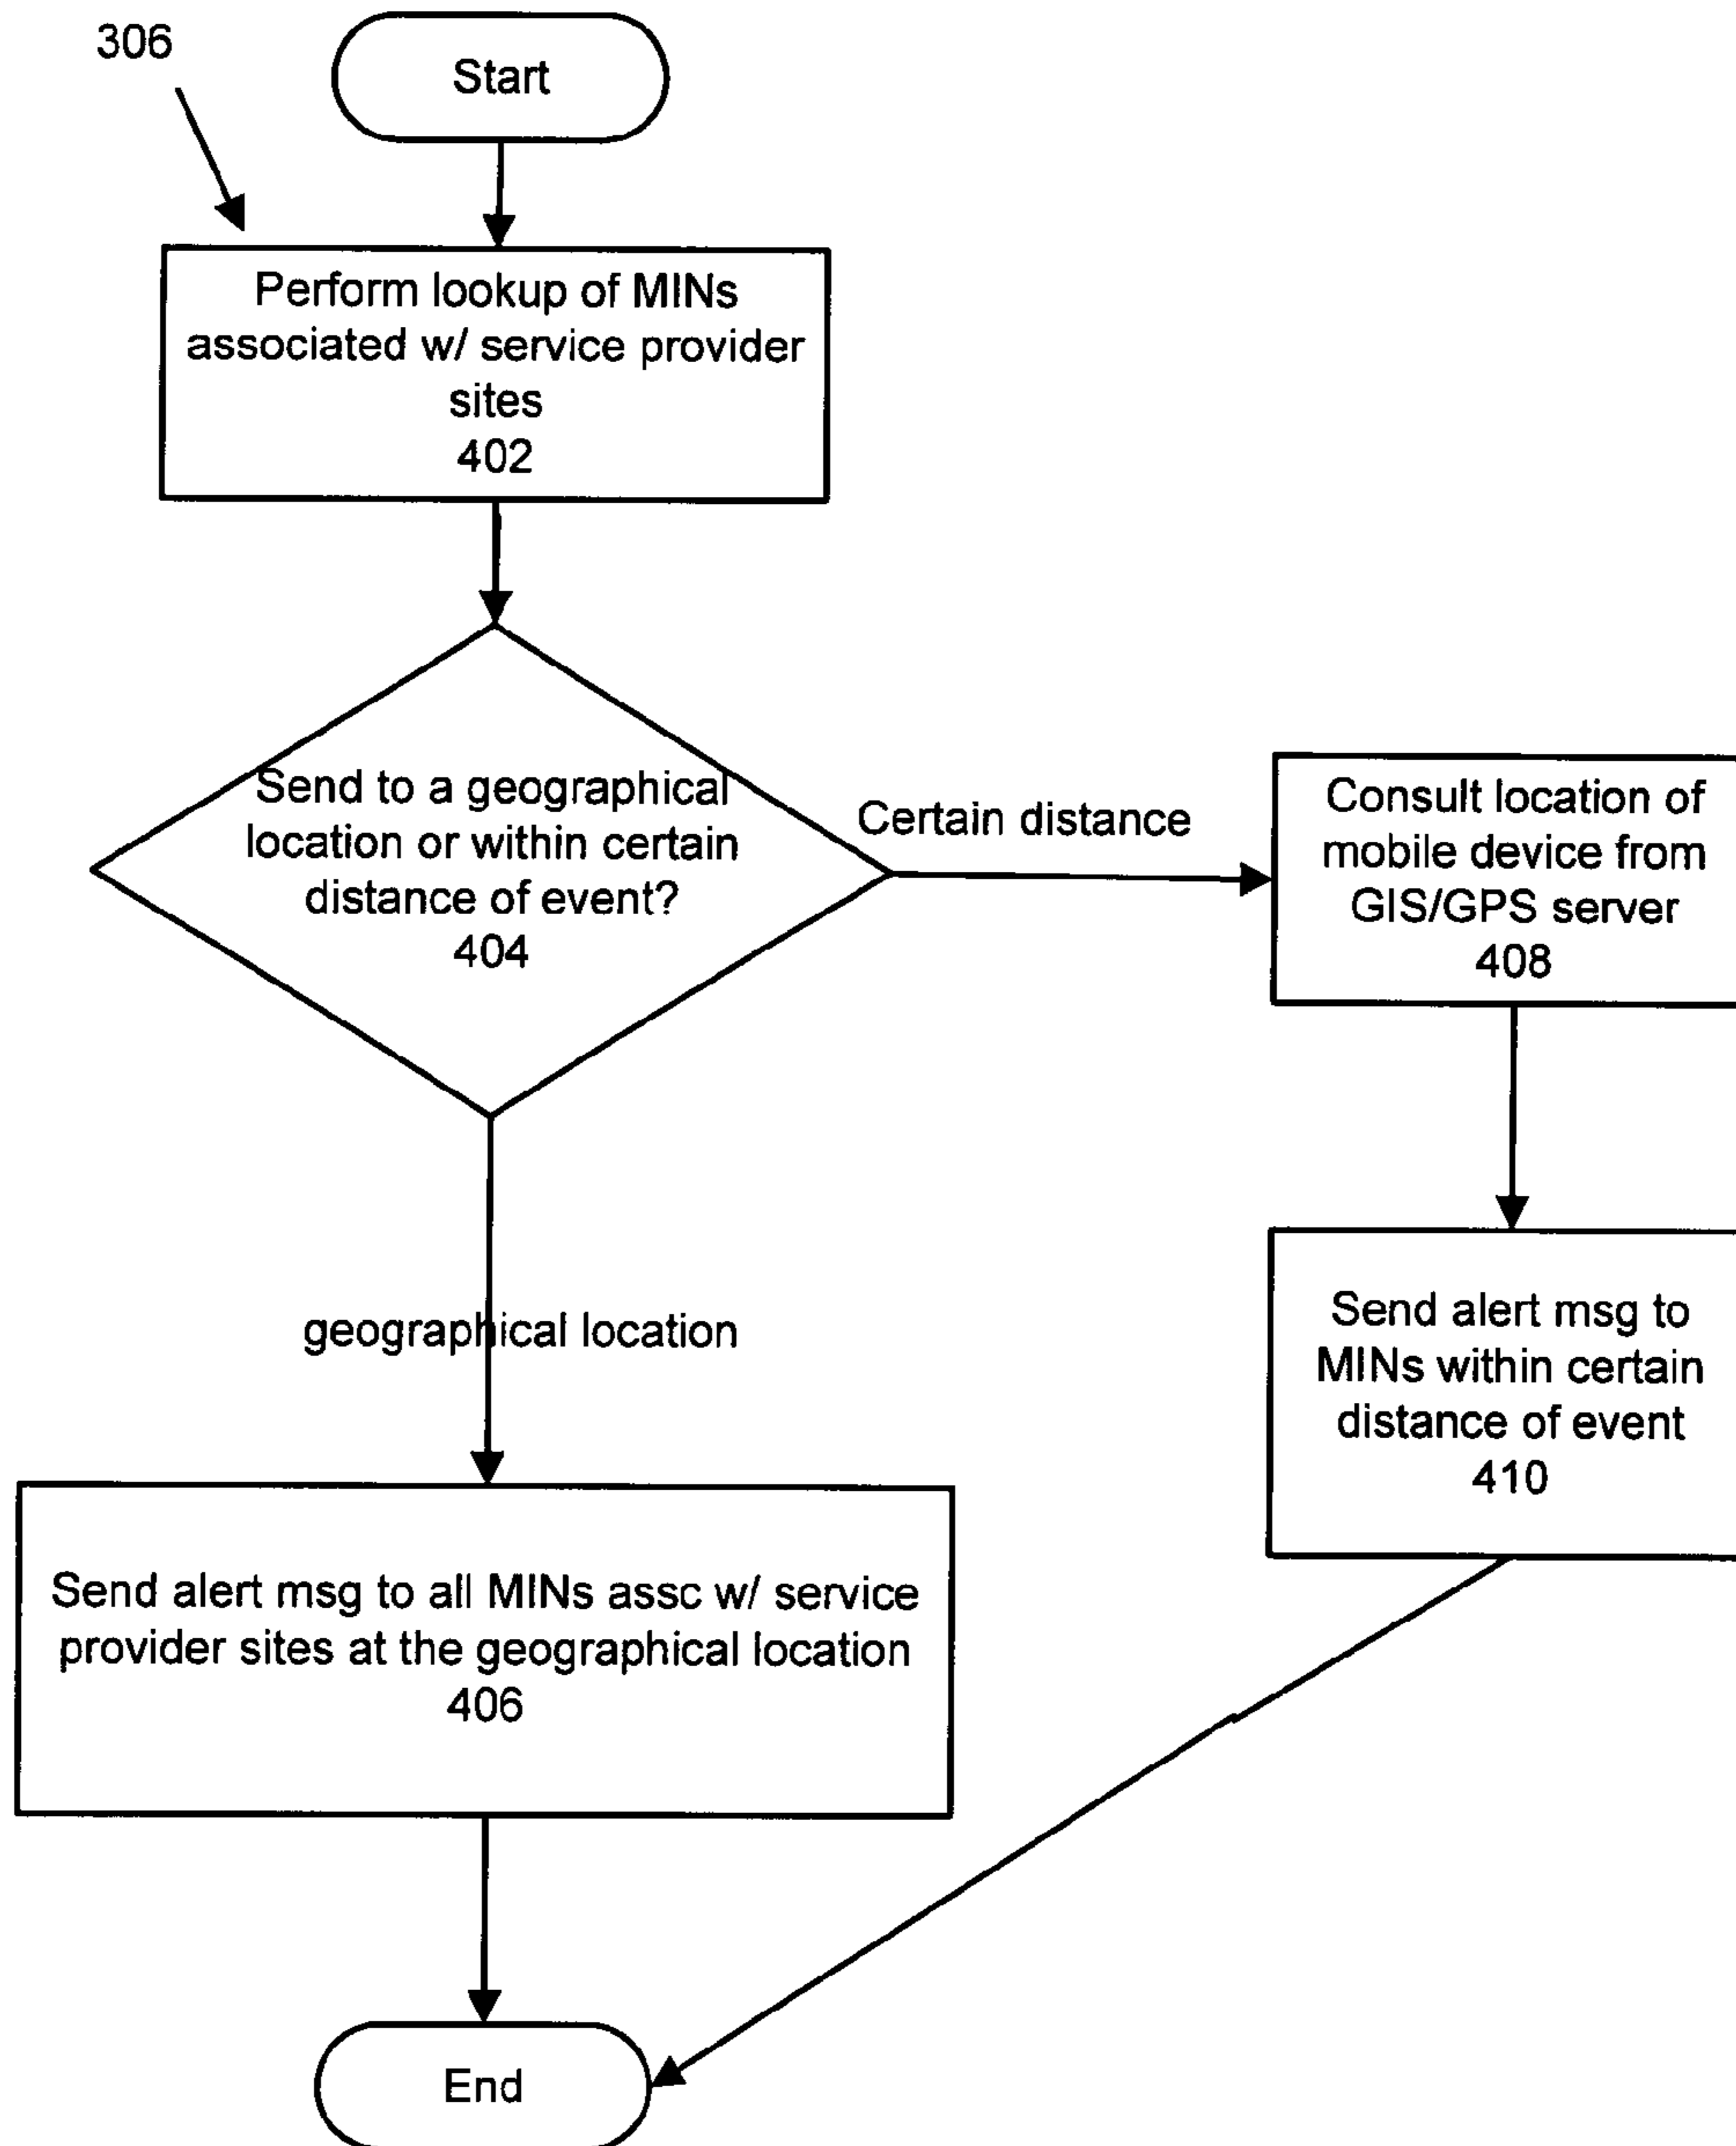 306
Start
Perform lookup of MINs
associated w/ service provider
sites
402
Send to a geographical
location or within certain
distance of event?
404
Certain distance
Consult location of
mobile device from
GIS/GPS server
408
geographical location
Send alert msg to
MINs within certain
distance of event
410
Send alert msg to all MINs assc w/ service
provider sites at the geographical location
406
End